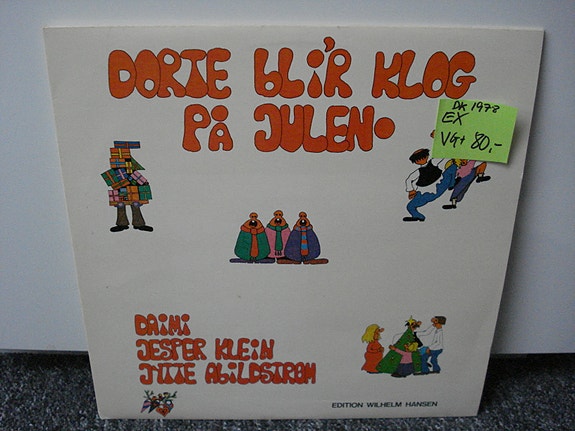 DORTE bLi'R KLOG
PÅ JULEN.
DK 1978
EX
VG+ 80,-
DAIMI
JESPER KLEIN
JYTTE ABILDSTRØM
EDITION WILHELM HANSEN